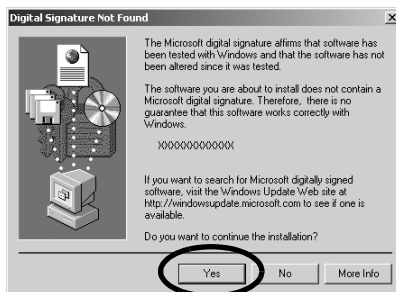 Digital Signature Not Found
The Microsoft digital signature affirms that software has
been tested with Windows and that the software has not
been altered since it was tested.
The software you are about to install does not contain a
Microsoft digital signature. Therefore, there is no
guarantee that this software works correctly with
Windows.
XXXXXXXXXXXX
If you want to search for Microsoft digitally signed
software, visit the Windows Update Web site at
http://windowsupdate.microsoft.com to see if one is
available.
Do you want to continue the installation?
Yes No More Info